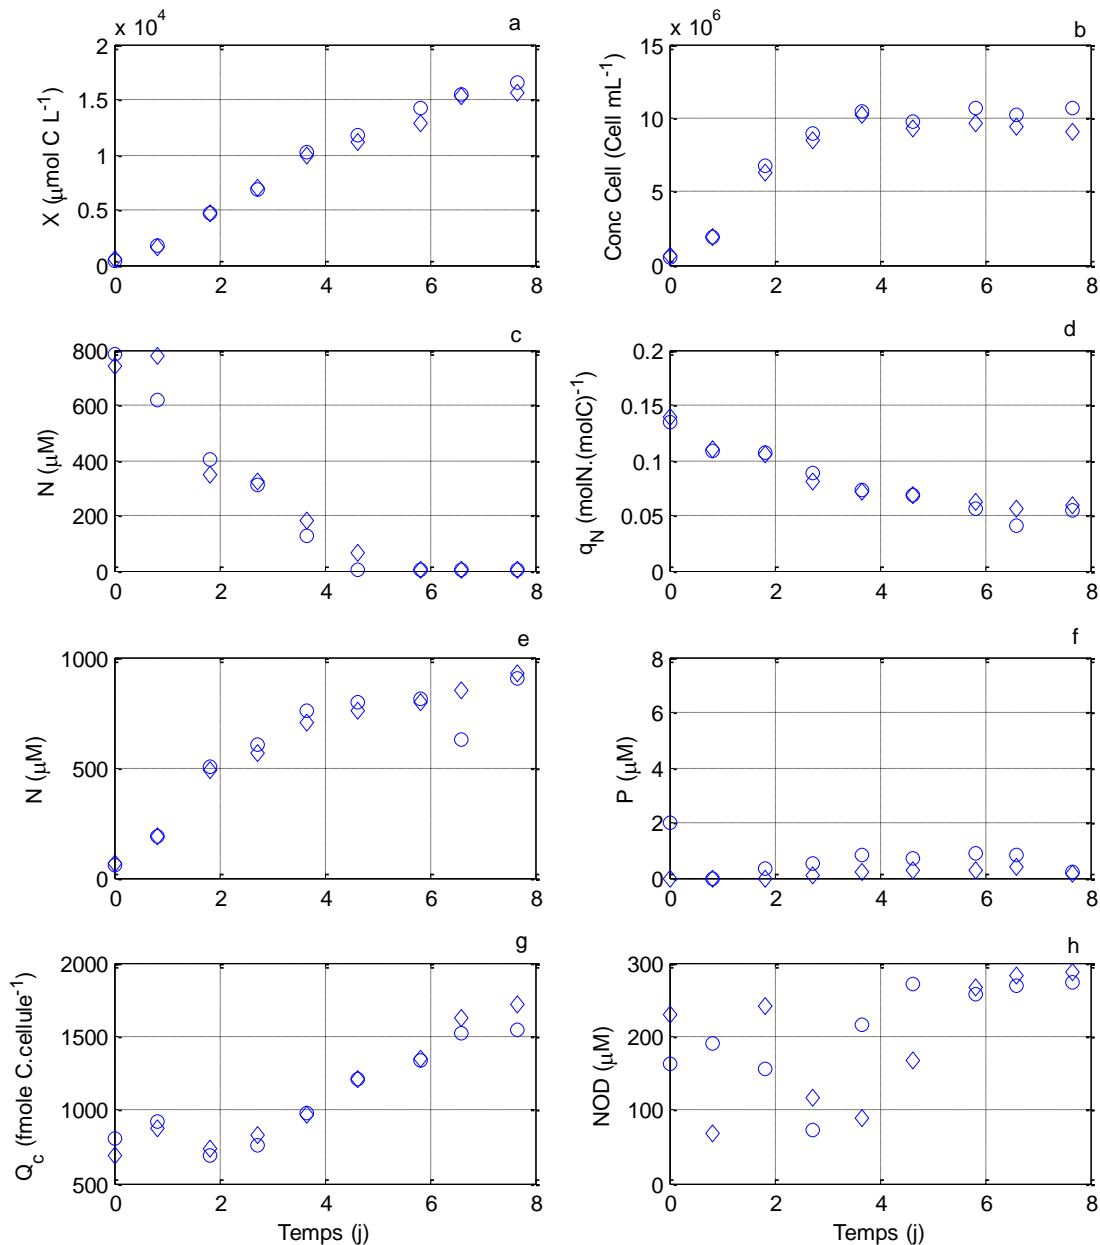 x 10^4
a
2
1.5
1
0.5
0
X (μmol C L^-1)
0 2 4 6 8
x 10^6
b
15
10
5
0
Conc Cell (Cell mL^-1)
0 2 4 6 8
c
800
600
400
200
0
N (μM)
0 2 4 6 8
d
0.2
0.15
0.1
0.05
0
q_N (molN.(molC)^-1
0 2 4 6 8
e
1000
500
0
N (μM)
0 2 4 6 8
f
8
6
4
2
0
P (μM)
0 2 4 6 8
g
2000
1500
1000
500
Q_c (fmole C.cellule^-1)
0 2 4 6 8
Temps (j)
h
300
200
100
0
NOD (μM)
0 2 4 6 8
Temps (j)